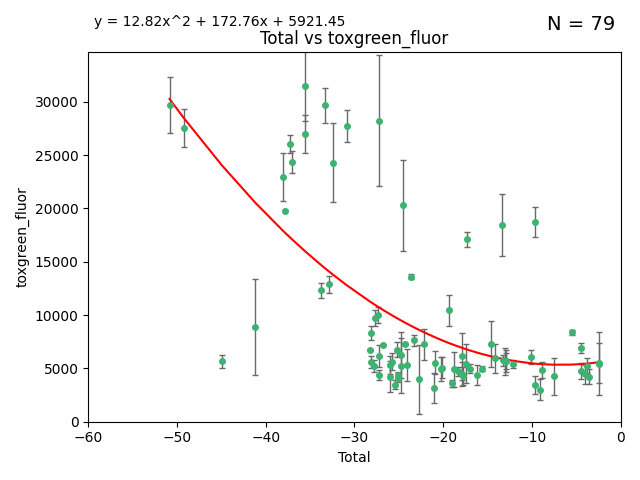 y = 12.82x^2 + 172.76x + 5921.45
N = 79
Total vs toxgreen_fluor
toxgreen_fluor
30000
25000
20000
15000
10000
5000
0
−60 −50 −40 −30 −20 −10 0
Total